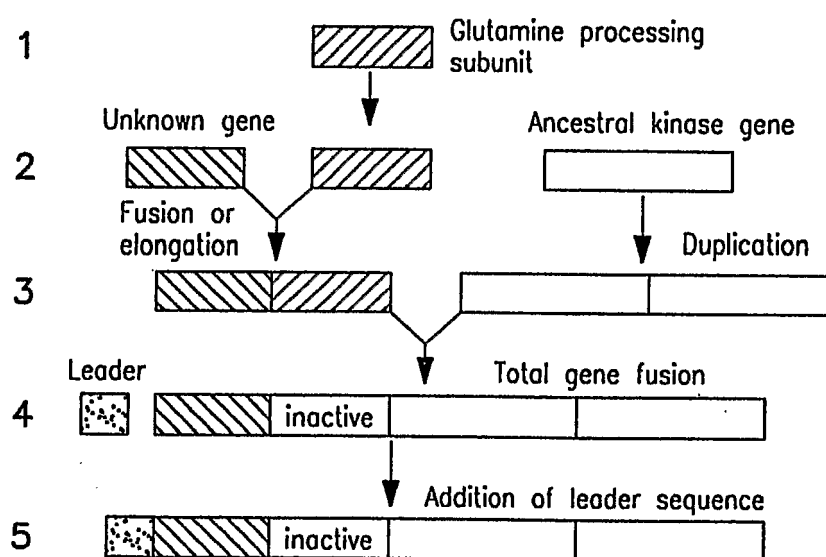 1
Glutamine processing
subunit
Unknown gene
Ancestral kinase gene
2
Fusion or
elongation
Duplication
3
Leader
Total gene fusion
4
inactive
Addition of leader sequence
5
inactive